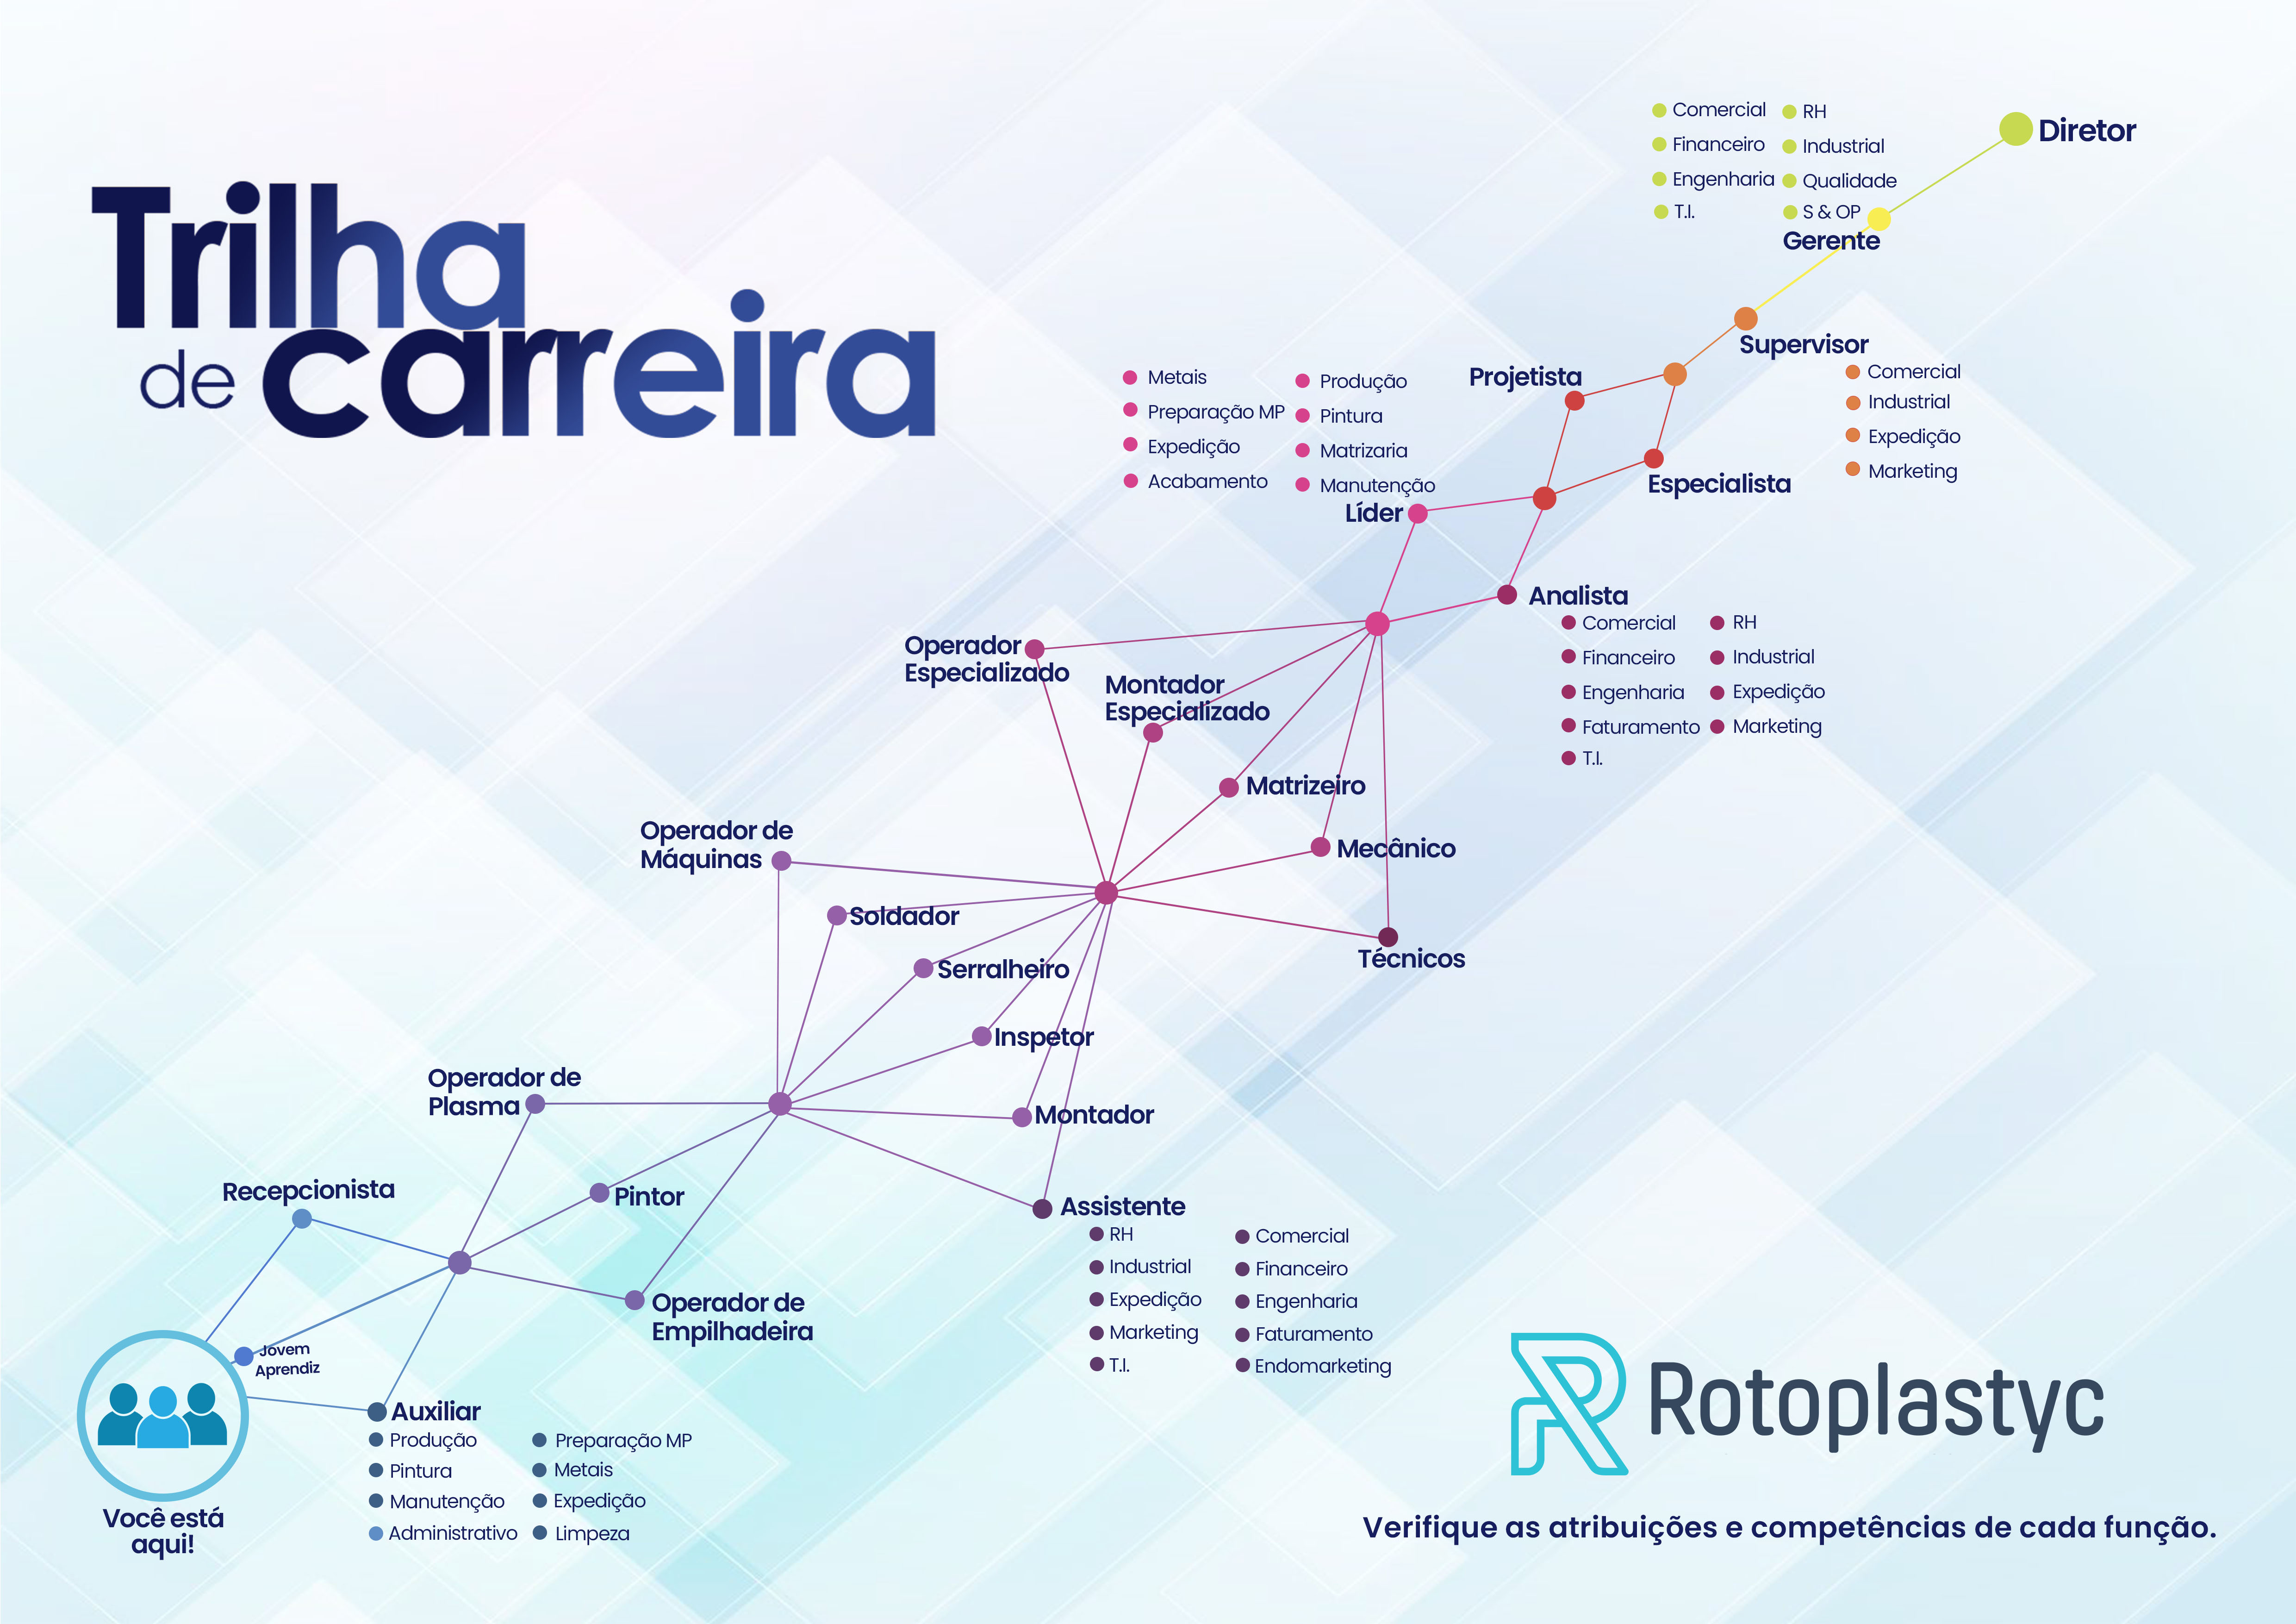 Trilha
de carreira
Comercial
Financeiro
Engenharia
T.I.
RH
Industrial
Qualidade
S & OP
Diretor
Gerente
Supervisor
Comercial
Industrial
Expedição
Marketing
Projetista
Especialista
Metais
Preparação MP
Expedição
Acabamento
Produção
Pintura
Matrizaria
Manutenção
Líder
Analista
Comercial
Financeiro
Engenharia
Faturamento
T.I.
RH
Industrial
Expedição
Marketing
Operador
Especializado
Montador
Especializado
Matrizeiro
Mecânico
Técnicos
Operador de
Máquinas
Soldador
Serralheiro
Inspetor
Montador
Assistente
RH
Industrial
Expedição
Marketing
T.I.
Comercial
Financeiro
Engenharia
Faturamento
Endomarketing
Operador de
Plasma
Pintor
Operador de
Empilhadeira
Recepcionista
Jovem
Aprendiz
Auxiliar
Produção
Pintura
Manutenção
Administrativo
Preparação MP
Metais
Expedição
Limpeza
Você está
aqui!
Rotoplastyc
Verifique as atribuições e competências de cada função.